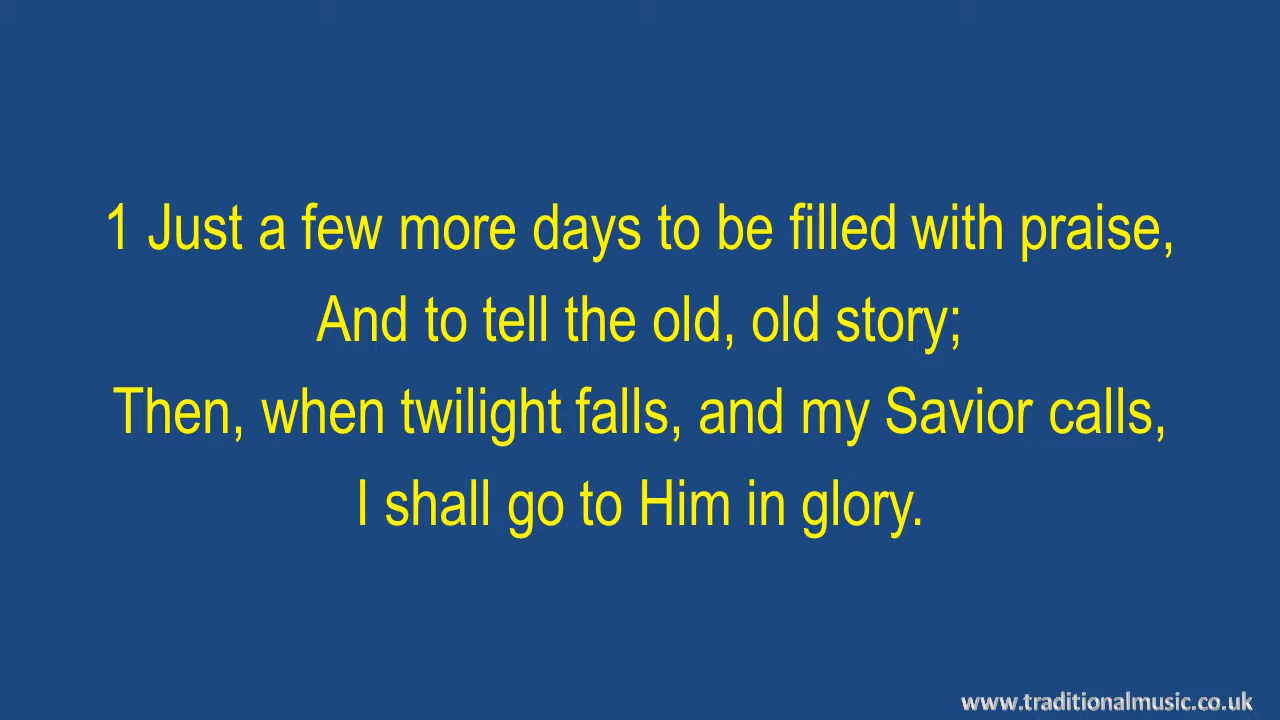 1 Just a few more days to be filled with praise,
And to tell the old, old story;
Then, when twilight falls, and my Savior calls,
I shall go to Him in glory.
www.traditionalmusic.co.uk